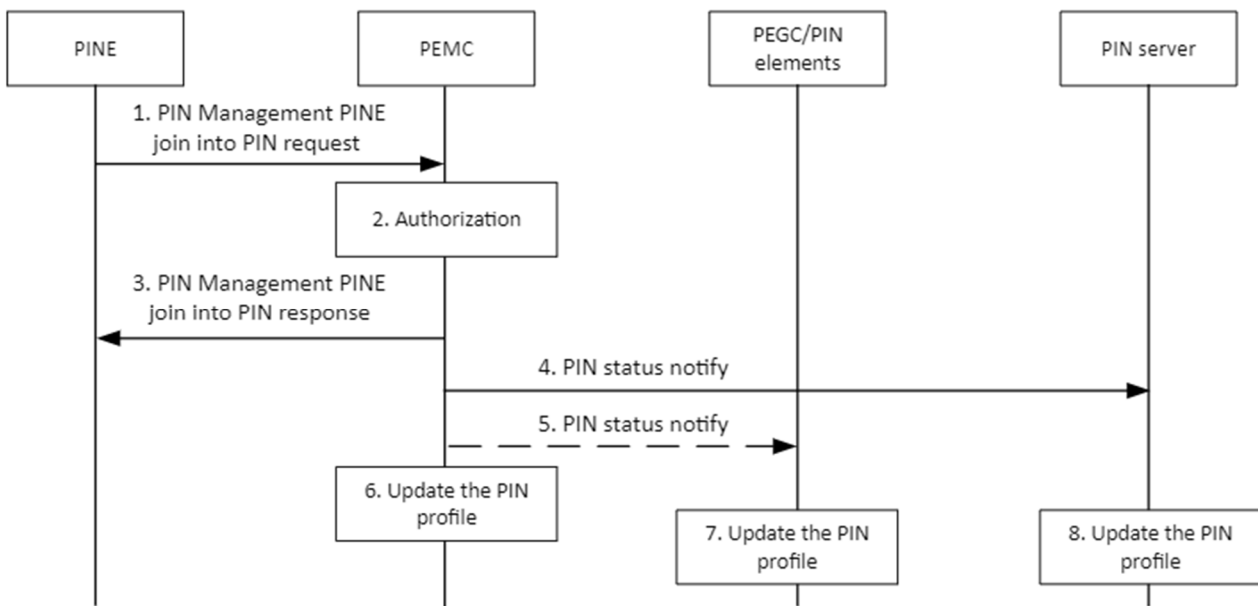 PINE
PEMC
PEGC/PIN
elements
PIN server
1. PIN Management PINE
join into PIN request
2. Authorization
3. PIN Management PINE
join into PIN response
4. PIN status notify
5. PIN status notify
6. Update the PIN
profile
7. Update the PIN
profile
8. Update the PIN
profile